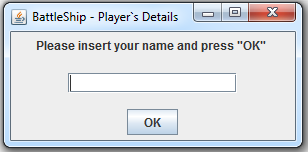 BattleShip - Player`s Details
Please insert your name and press "OK"
OK